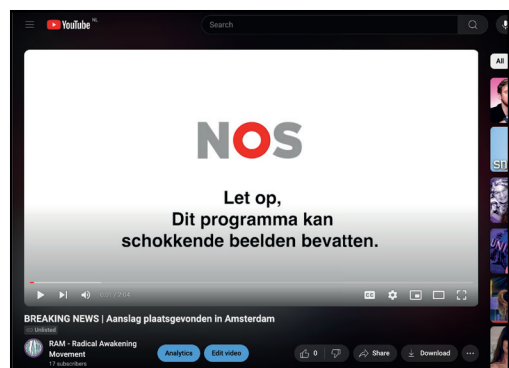 YouTube NL
Search
All
NOS
Let op,
Dit programma kan
schokkende beelden bevatten.
BREAKING NEWS | Aanslag plaatsgevonden in Amsterdam
Unlisted
RAM - Radical Awakening
Movement
17 subscribers
Analytics
Edit video
0
Share
Download